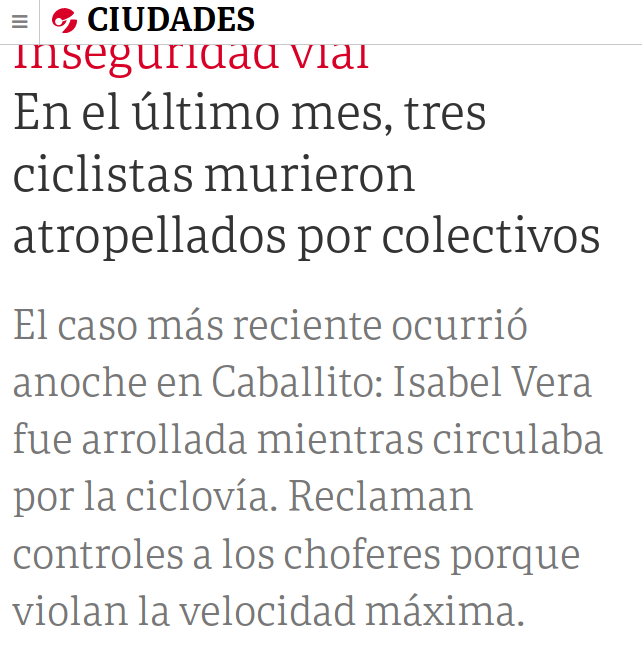 CIUDADES
Inseguridad vial
En el último mes, tres
ciclistas murieron
atropellados por colectivos
El caso más reciente ocurrió
anoche en Caballito: Isabel Vera
fue arrollada mientras circulaba
por la ciclovía. Reclaman
controles a los choferes porque
violan la velocidad máxima.